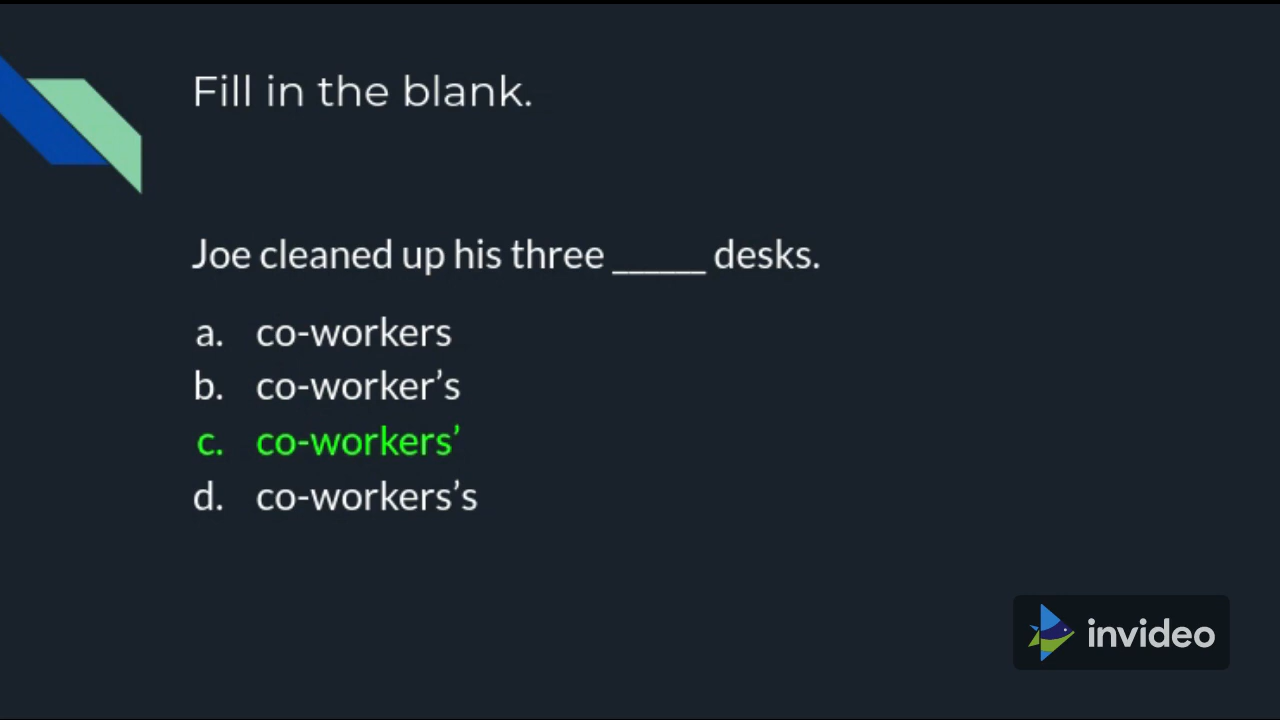 Fill in the blank.
Joe cleaned up his three ______ desks.
a. co-workers
b. co-worker’s
c. co-workers’
d. co-workers’s
invideo